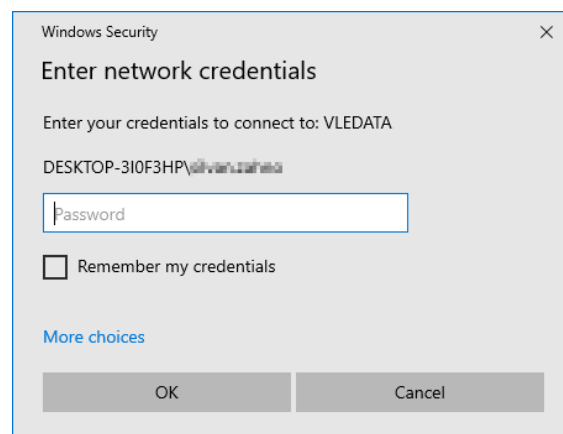 Windows Security
Enter network credentials
Enter your credentials to connect to: VLEDATA
DESKTOP-3I0F3HP\
Password
Remember my credentials
More choices
OK
Cancel